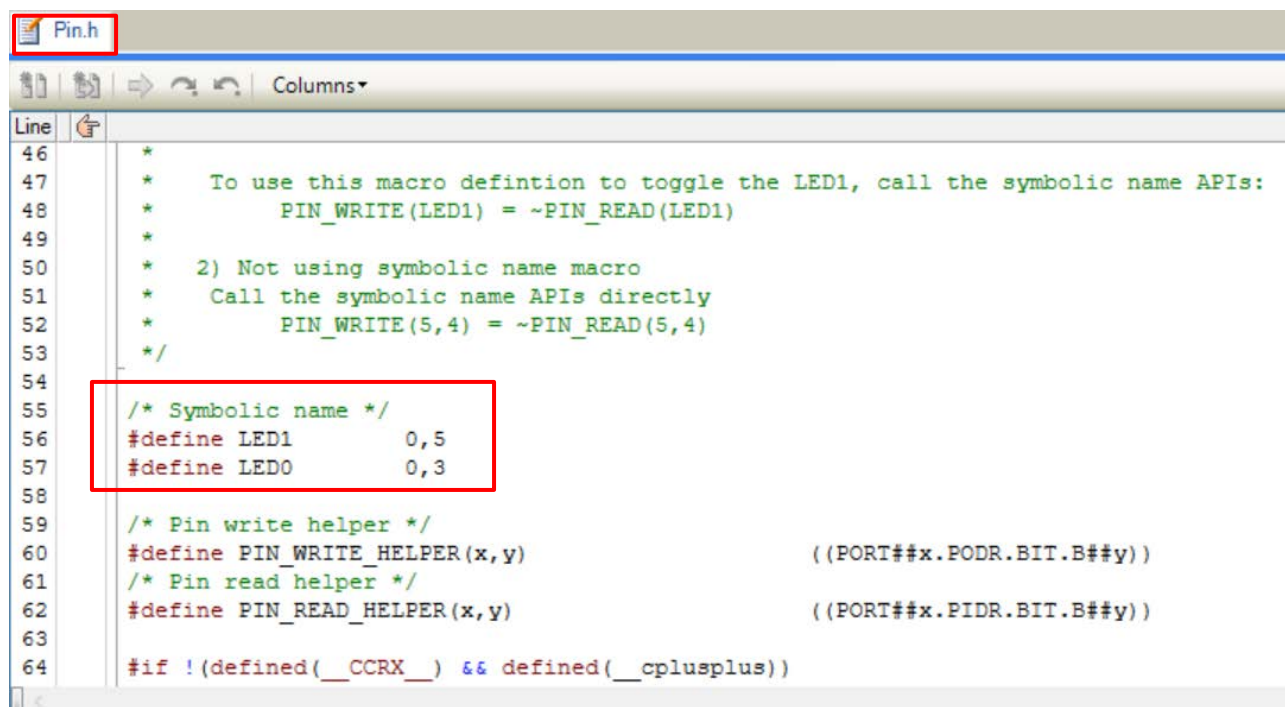 Pin.h
Columns
Line
46 *
47 * To use this macro defintion to toggle the LED1, call the symbolic name APIs:
48 * PIN_WRITE(LED1) = ~PIN_READ(LED1)
49 *
50 * 2) Not using symbolic name macro
51 * Call the symbolic name APIs directly
52 * PIN_WRITE(5,4) = ~PIN_READ(5,4)
53 */
54
55 /* Symbolic name */
56 #define LED1 0,5
57 #define LED0 0,3
58
59 /* Pin write helper */
60 #define PIN_WRITE_HELPER(x,y) ((PORT##x.PODR.BIT.B##y))
61 /* Pin read helper */
62 #define PIN_READ_HELPER(x,y) ((PORT##x.PIDR.BIT.B##y))
63
64 #if !(defined(__CCRX__) && defined(__cplusplus))